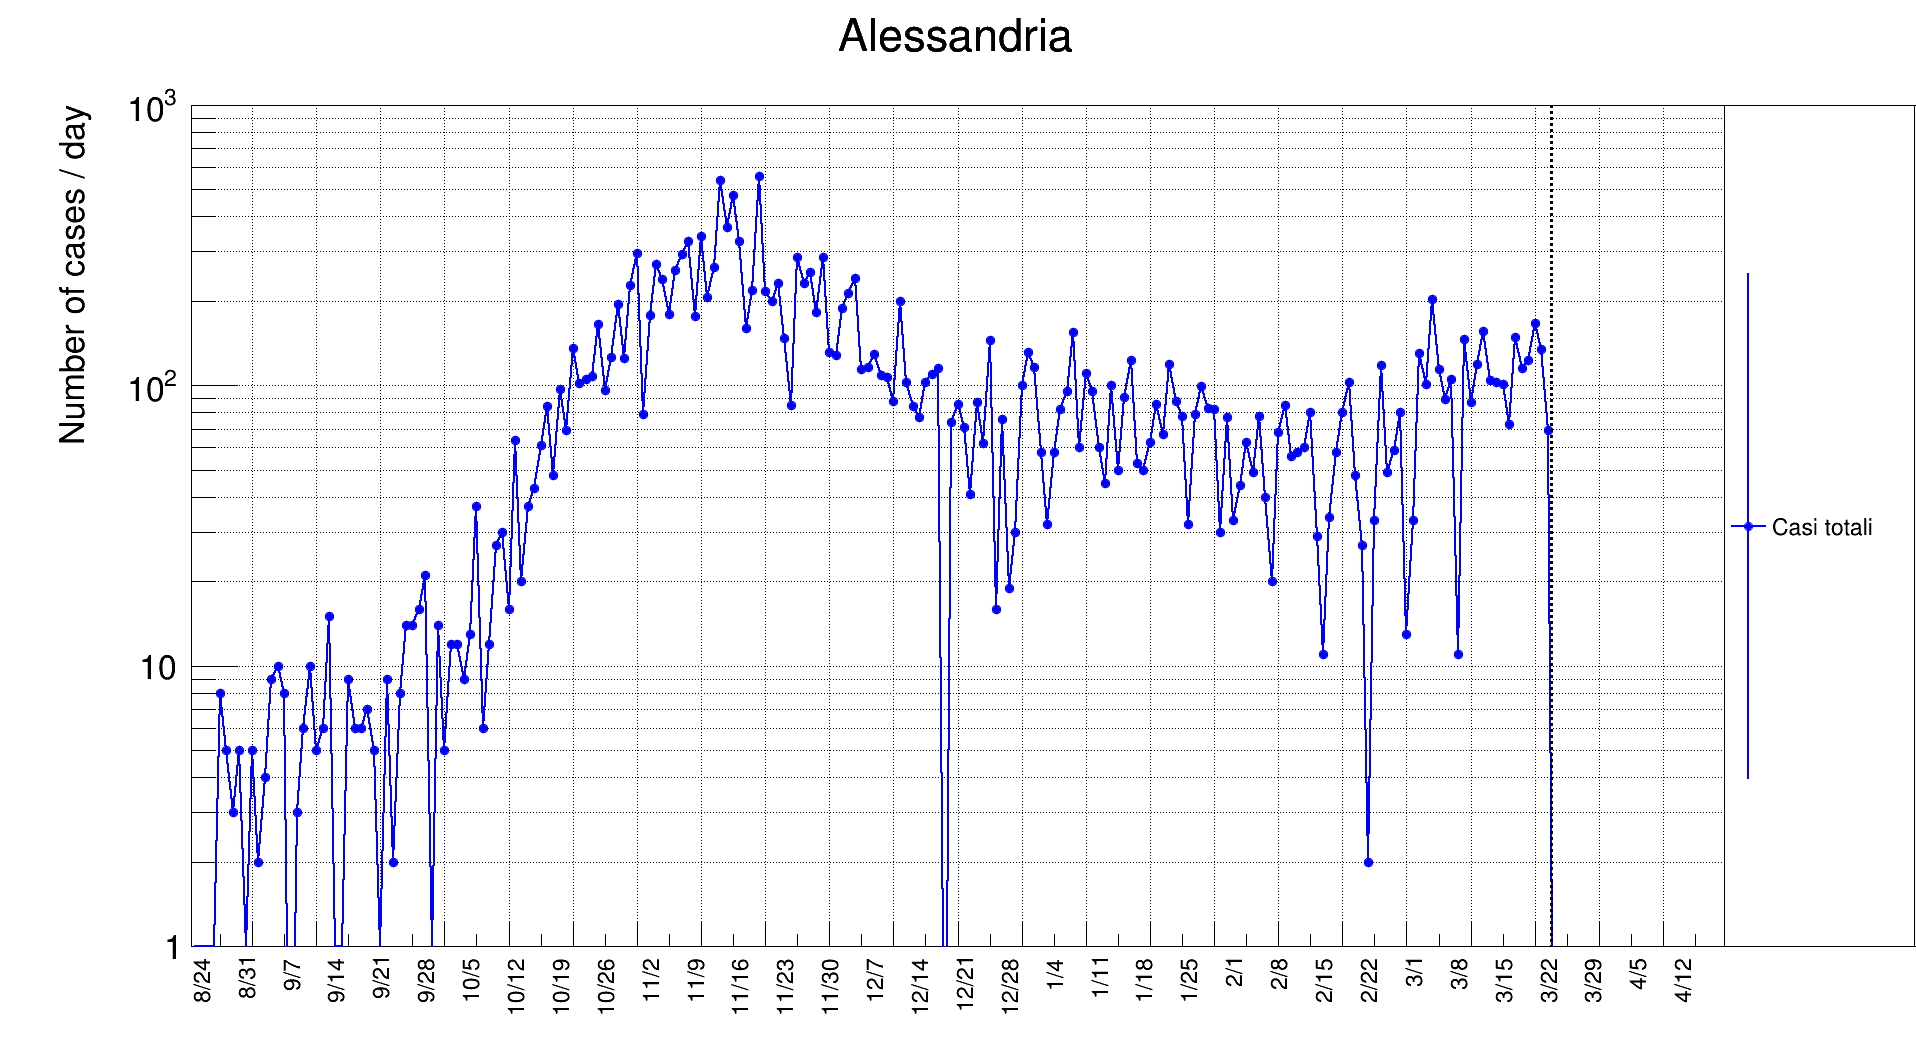 Alessandria
Number of cases / day
10³
10²
10
1
8/24 8/31 9/7 9/14 9/21 9/28 10/5 10/12 10/19 10/26 11/2 11/9 11/16 11/23 11/30 12/7 12/14 12/21 12/28 1/4 1/11 1/18 1/25 2/1 2/8 2/15 2/22 3/1 3/8 3/15 3/22 3/29 4/5 4/12
Casi totali